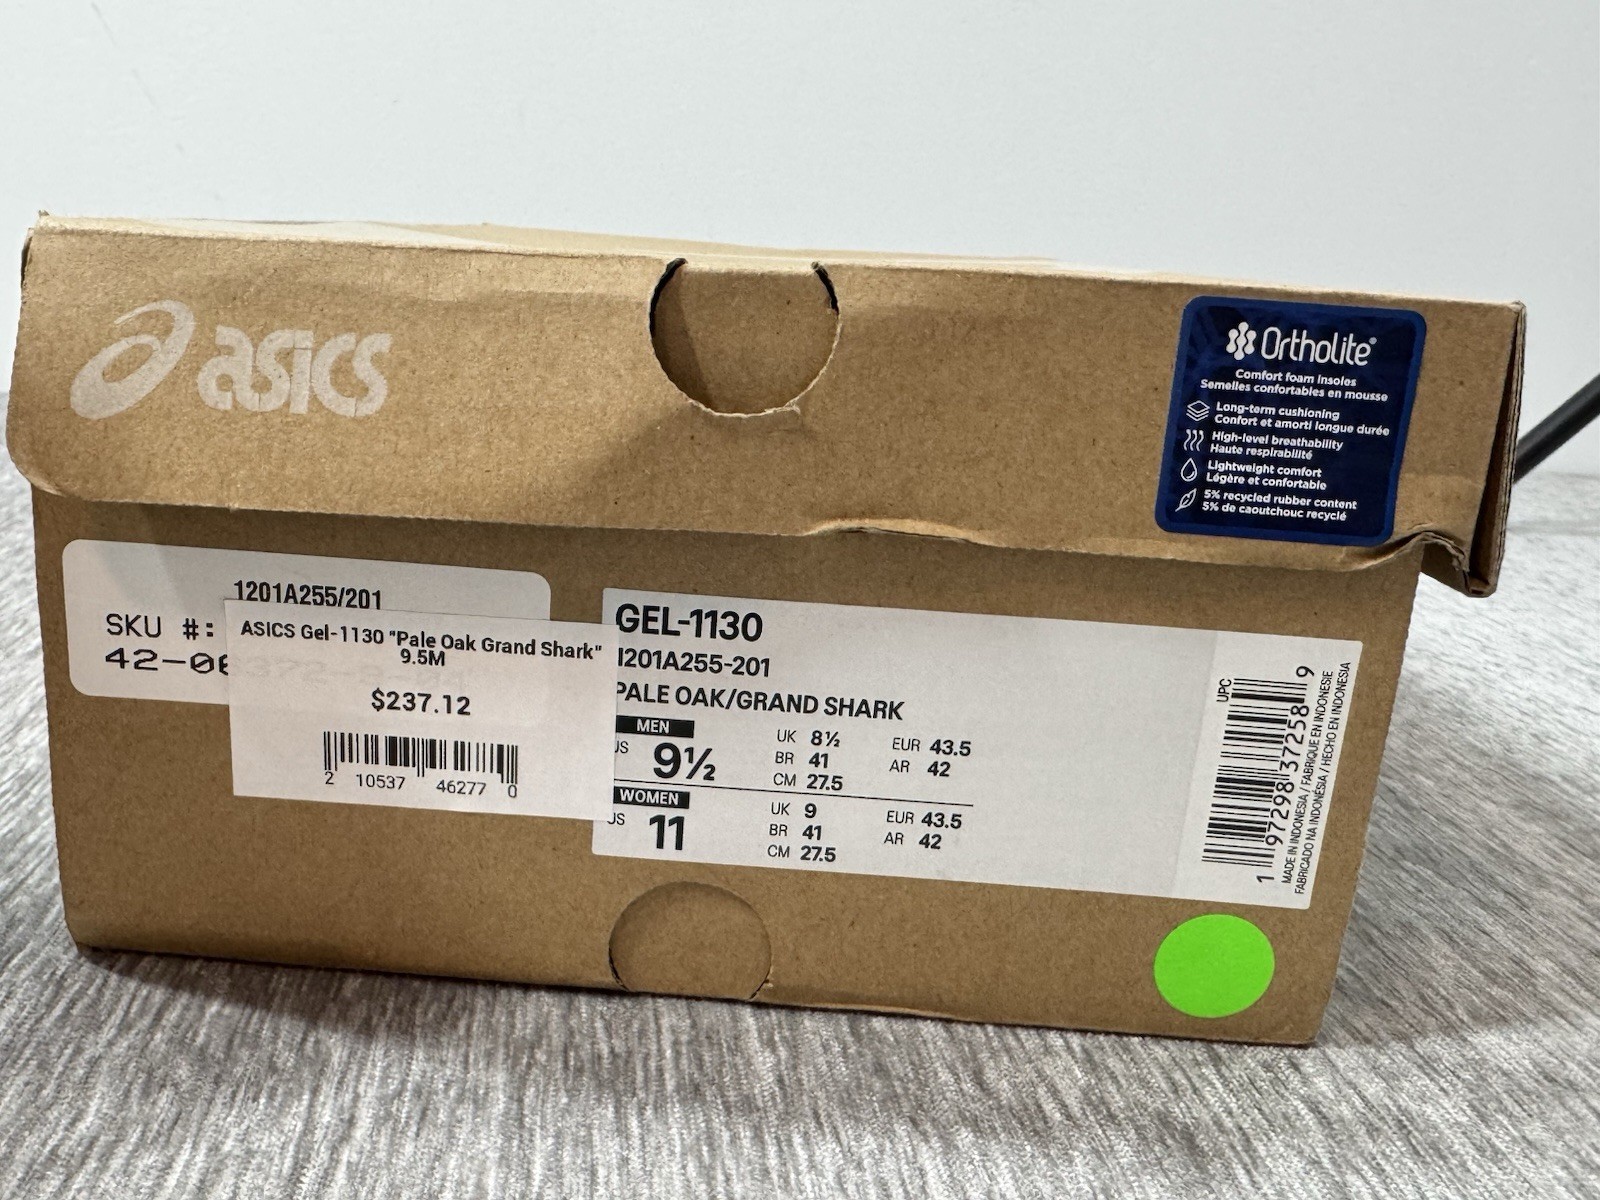 asics
Ortholite®
Comfort foam insoles
Semelles confortables en mousse
Long-term cushioning
Confort et amorti longue durée
High-level breathability
Haute respirabilité
Lightweight comfort
Légère et confortable
5% recycled rubber content
5% de caoutchouc recyclé
1201A255/201
SKU #:
42-0
ASICS Gel-1130 "Pale Oak Grand Shark"
9.5M
$237.12
2 10537 46277 0
GEL-1130
1201A255-201
PALE OAK/GRAND SHARK
MEN
US 9½
UK 8½ EUR 43.5
BR 41 AR 42
CM 27.5
WOMEN
US 11
UK 9 EUR 43.5
BR 41 AR 42
CM 27.5
UPC
1 97298 37258 9
MADE IN INDONESIA / FABRIQUE EN INDONESIE
FABRICADO NA INDONÉSIA / HECHO EN INDONESIA